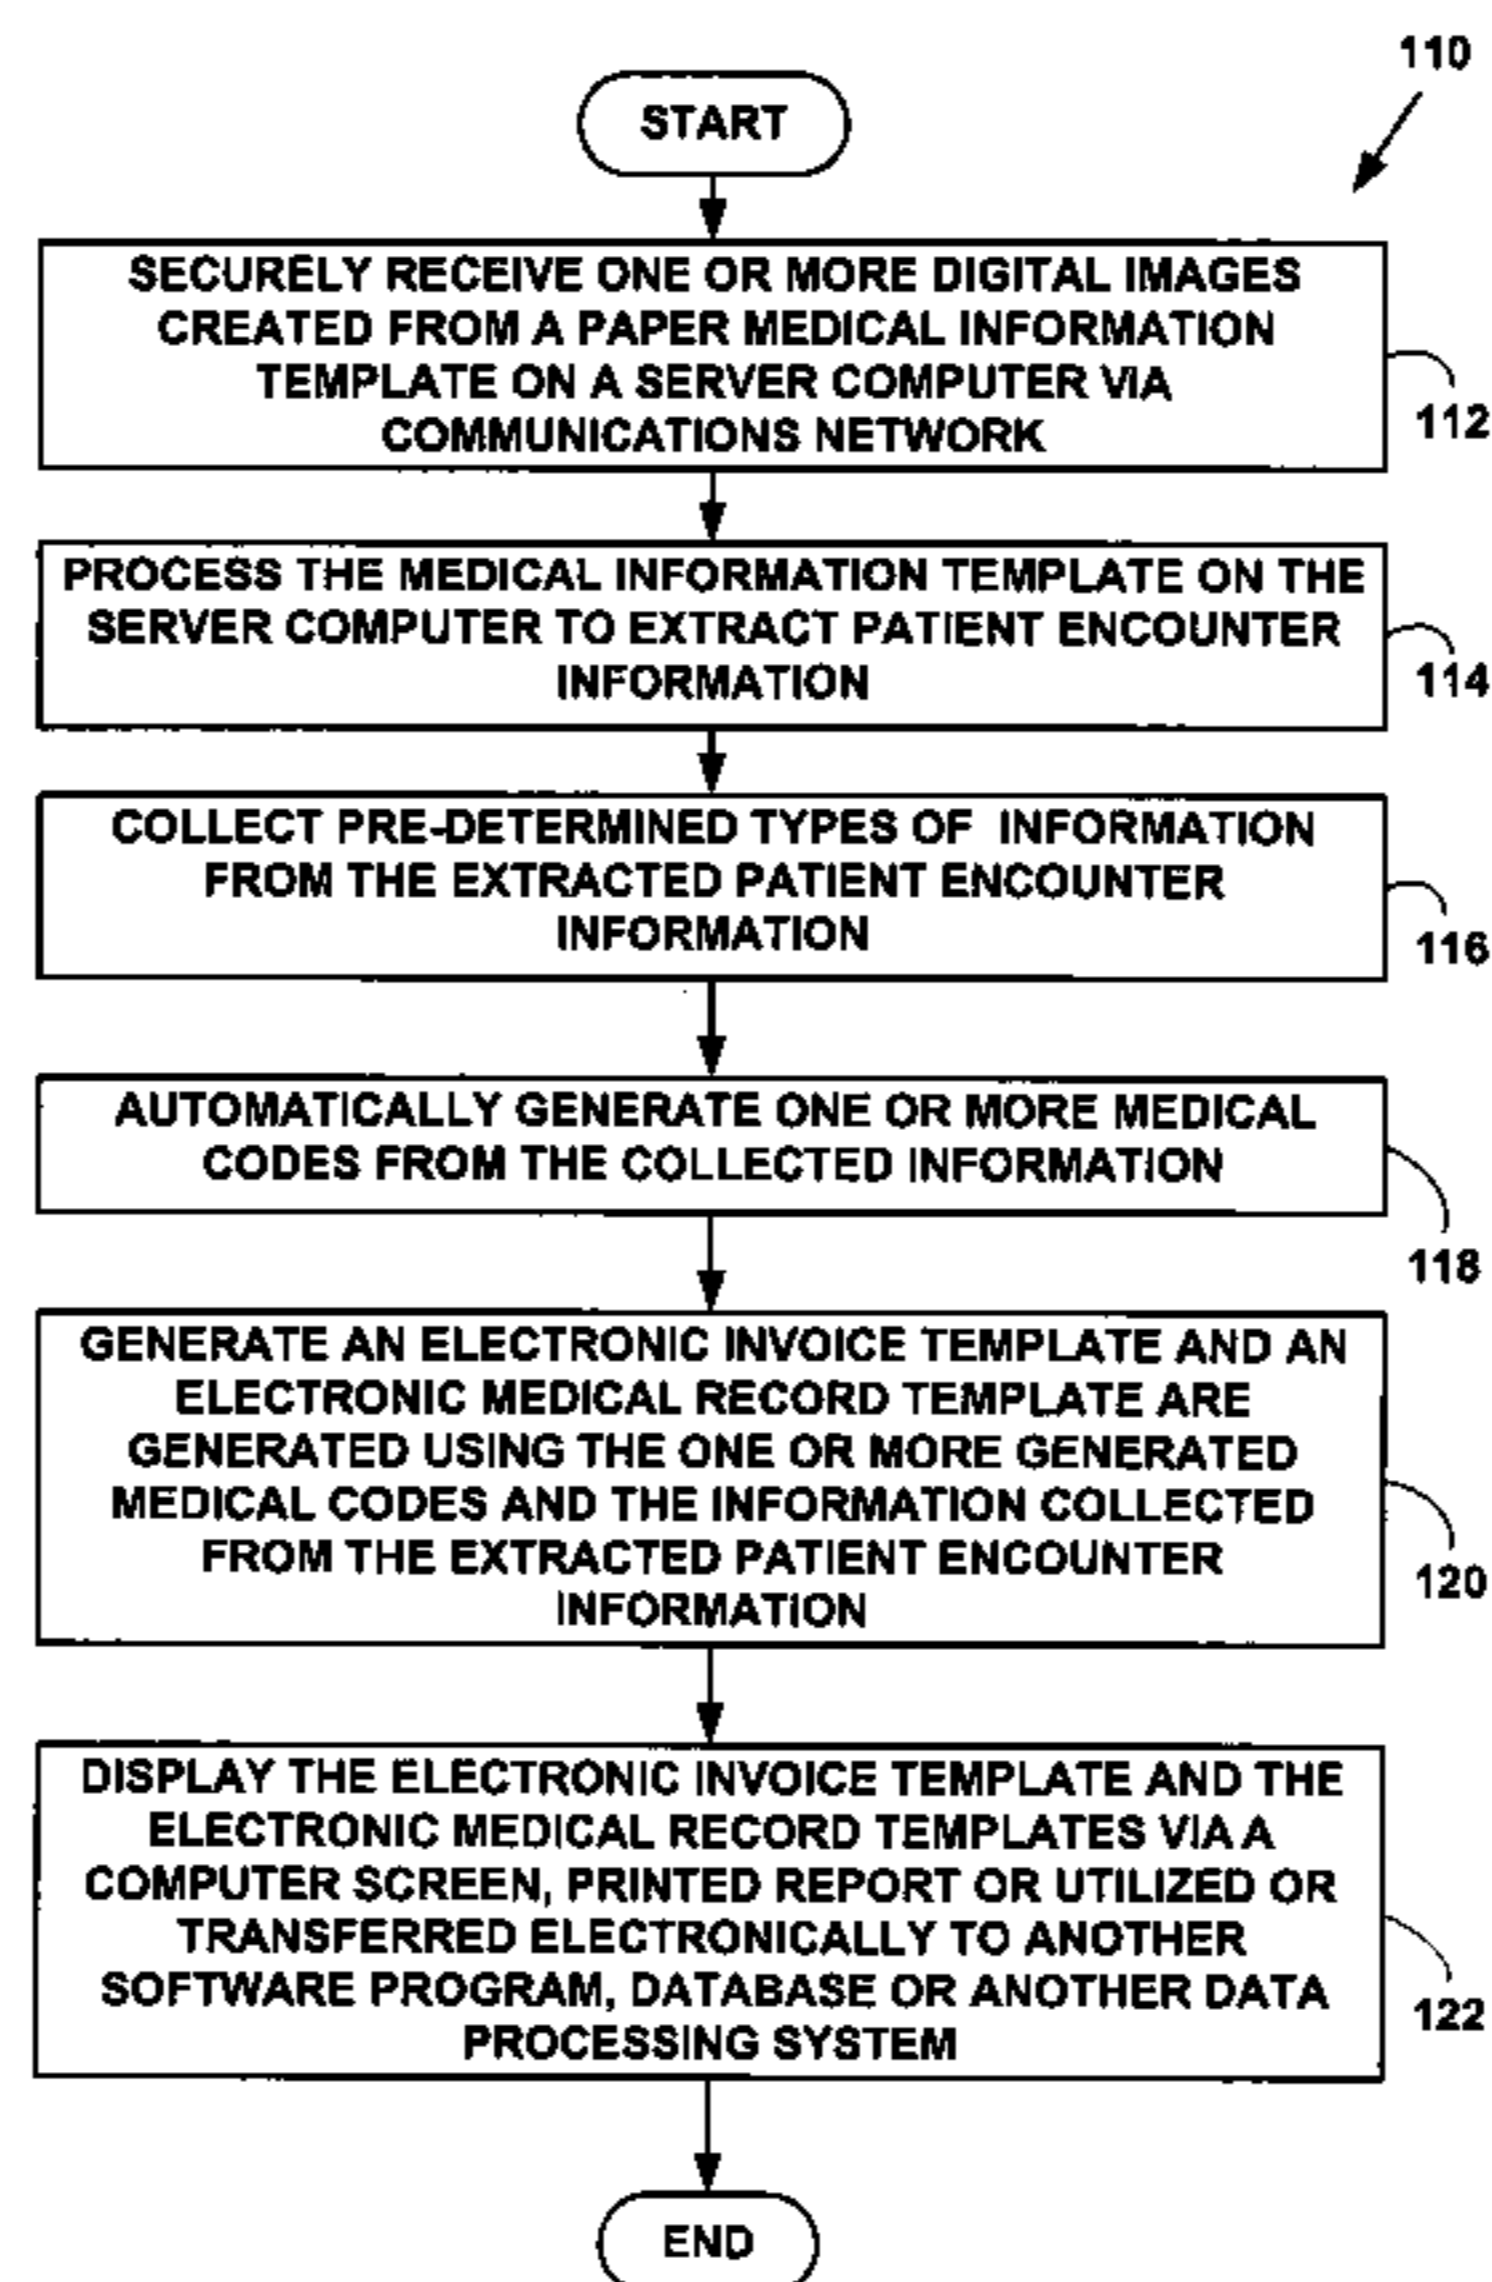 110
START
SECURELY RECEIVE ONE OR MORE DIGITAL IMAGES
CREATED FROM A PAPER MEDICAL INFORMATION
TEMPLATE ON A SERVER COMPUTER VIA
COMMUNICATIONS NETWORK
112
PROCESS THE MEDICAL INFORMATION TEMPLATE ON THE
SERVER COMPUTER TO EXTRACT PATIENT ENCOUNTER
INFORMATION
114
COLLECT PRE-DETERMINED TYPES OF INFORMATION
FROM THE EXTRACTED PATIENT ENCOUNTER
INFORMATION
116
AUTOMATICALLY GENERATE ONE OR MORE MEDICAL
CODES FROM THE COLLECTED INFORMATION
118
GENERATE AN ELECTRONIC INVOICE TEMPLATE AND AN
ELECTRONIC MEDICAL RECORD TEMPLATE ARE
GENERATED USING THE ONE OR MORE GENERATED
MEDICAL CODES AND THE INFORMATION COLLECTED
FROM THE EXTRACTED PATIENT ENCOUNTER
INFORMATION
120
DISPLAY THE ELECTRONIC INVOICE TEMPLATE AND THE
ELECTRONIC MEDICAL RECORD TEMPLATES VIA A
COMPUTER SCREEN, PRINTED REPORT OR UTILIZED OR
TRANSFERRED ELECTRONICALLY TO ANOTHER
SOFTWARE PROGRAM, DATABASE OR ANOTHER DATA
PROCESSING SYSTEM
122
END